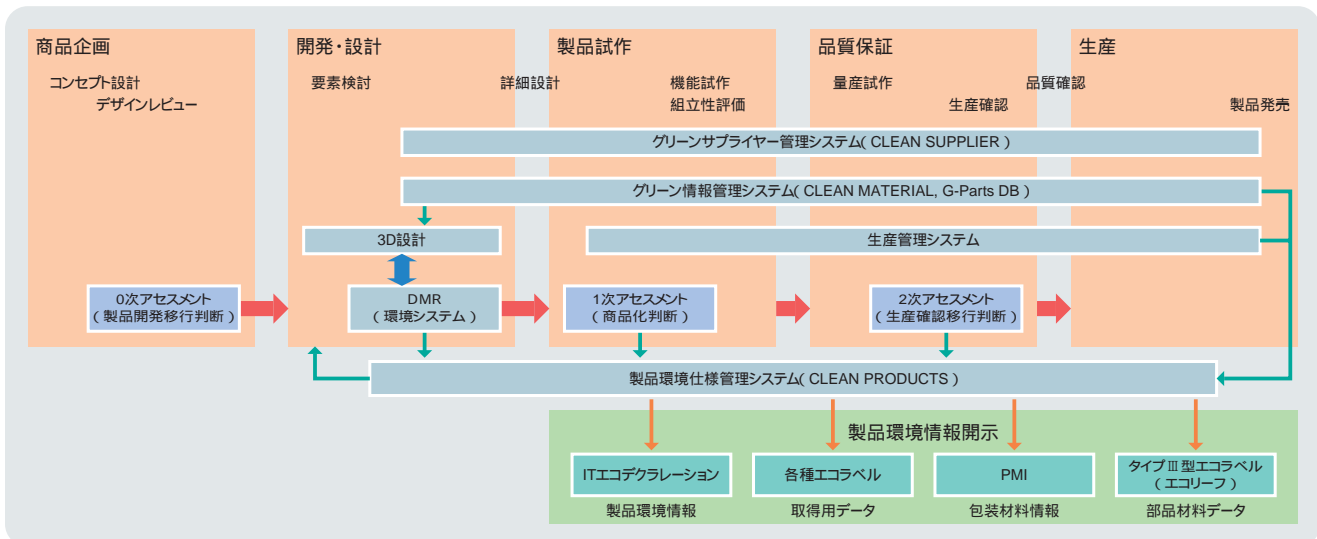 商品企画
開発・設計
製品試作
品質保証
生産
コンセプト設計
要素検討
詳細設計
機能試作
量産試作
品質確認
デザインレビュー
組立性評価
生産確認
製品発売
グリーンサプライヤー管理システム( CLEAN SUPPLIER )
グリーン情報管理システム( CLEAN MATERIAL, G-Parts DB )
3D設計
生産管理システム
0次アセスメント
( 製品開発移行判断 )
DMR
( 環境システム )
1次アセスメント
( 商品化判断 )
2次アセスメント
( 生産確認移行判断 )
製品環境仕様管理システム( CLEAN PRODUCTS )
製品環境情報開示
ITエコデクラレーション
各種エコラベル
PMI
タイプⅢ型エコラベル
( エコリーフ )
製品環境情報
取得用データ
包装材料情報
部品材料データ